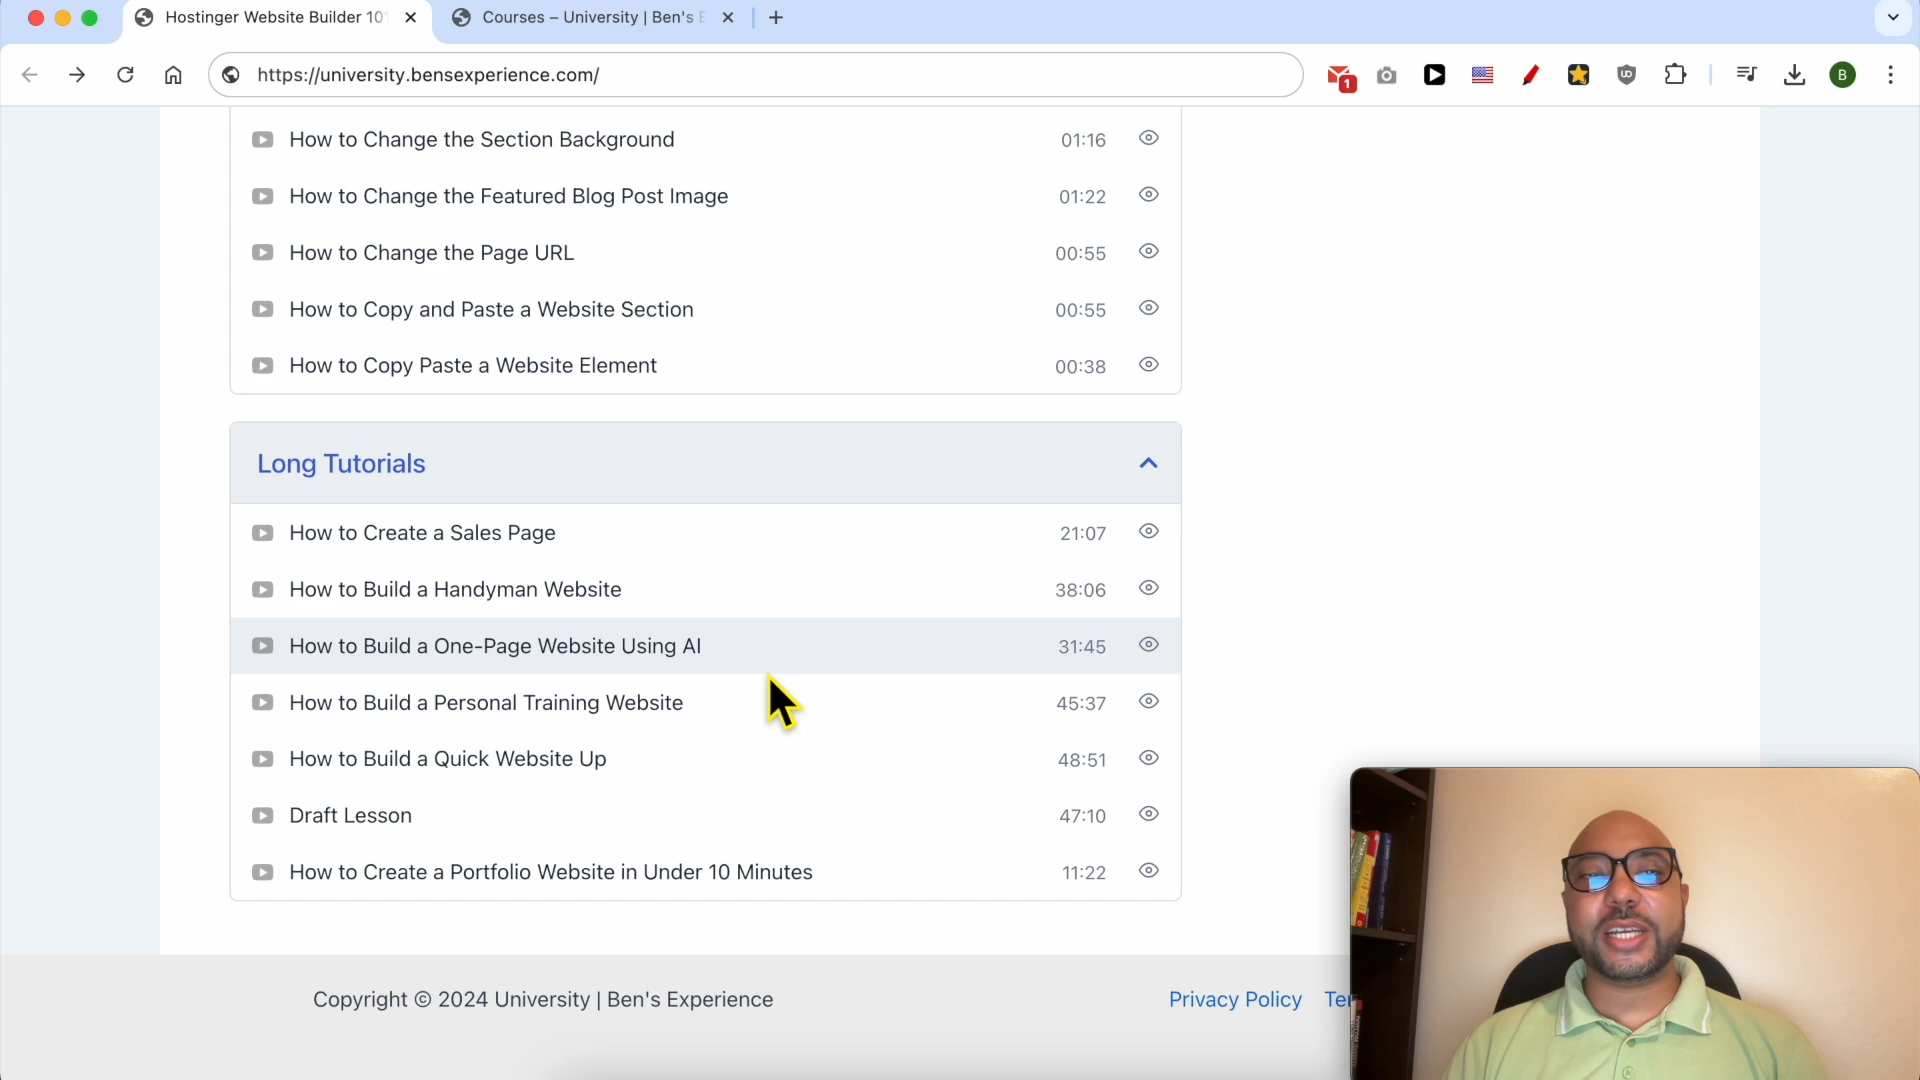 Hostinger Website Builder 10
Courses – University | Ben's E
https://university.bensexperience.com/
1
B
How to Change the Section Background 01:16
How to Change the Featured Blog Post Image 01:22
How to Change the Page URL 00:55
How to Copy and Paste a Website Section 00:55
How to Copy Paste a Website Element 00:38
Long Tutorials
How to Create a Sales Page 21:07
How to Build a Handyman Website 38:06
How to Build a One-Page Website Using AI 31:45
How to Build a Personal Training Website 45:37
How to Build a Quick Website Up 48:51
Draft Lesson 47:10
How to Create a Portfolio Website in Under 10 Minutes 11:22
Copyright © 2024 University | Ben's Experience Privacy Policy Ter